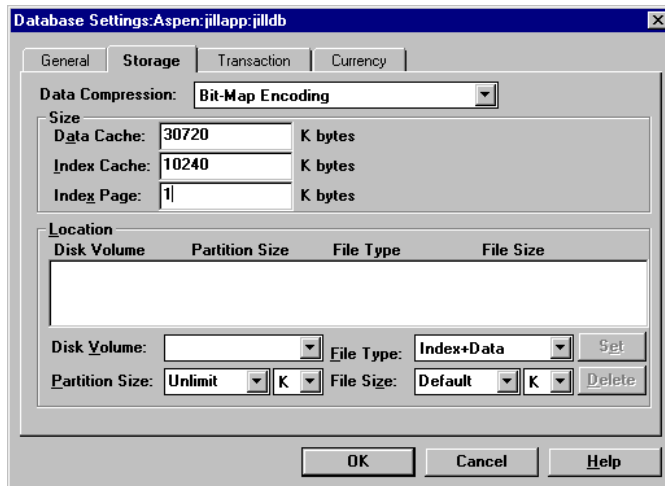 Database Settings:Aspen:jillapp:jilldb
General Storage Transaction Currency
Data Compression: Bit-Map Encoding
Size
Data Cache: 30720 K bytes
Index Cache: 10240 K bytes
Index Page: 1 K bytes
Location
Disk Volume Partition Size File Type File Size
Disk Volume: File Type: Index+Data Set
Partition Size: Unlimit K File Size: Default K Delete
OK Cancel Help